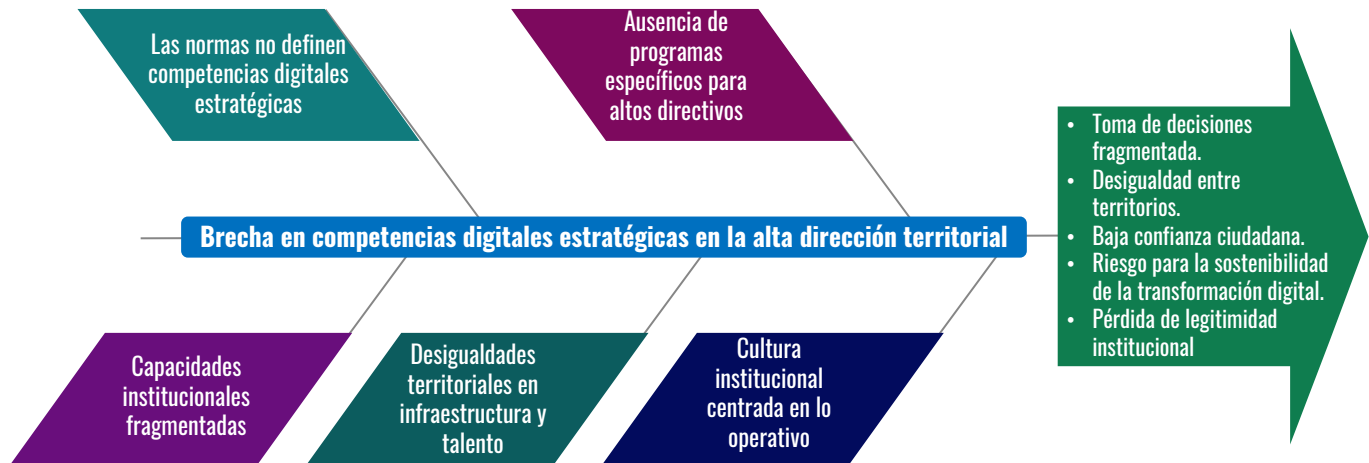 Las normas no definen
competencias digitales
estratégicas
Ausencia de
programas
específicos para
altos directivos
Brecha en competencias digitales estratégicas en la alta dirección territorial
Capacidades
institucionales
fragmentadas
Desigualdades
territoriales en
infraestructura y
talento
Cultura
institucional
centrada en lo
operativo
• Toma de decisiones
fragmentada.
• Desigualdad entre
territorios.
• Baja confianza ciudadana.
• Riesgo para la sostenibilidad
de la transformación digital.
• Pérdida de legitimidad
institucional